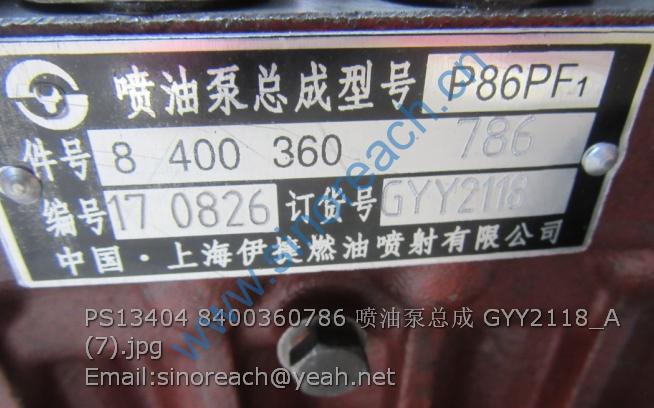 喷油泵总成型号 P86PF1
件号 8 400 360 786
编号 17 0826 订货号 GYY2118
中国·上海伊捷燃油喷射有限公司
www.sinoreach.cn
PS13404 8400360786 喷油泵总成 GYY2118_A
(7).jpg
Email:sinoreach@yeah.net